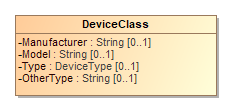 DeviceClass
-Manufacturer : String [0..1]
-Model : String [0..1]
-Type : DeviceType [0..1]
-OtherType : String [0..1]